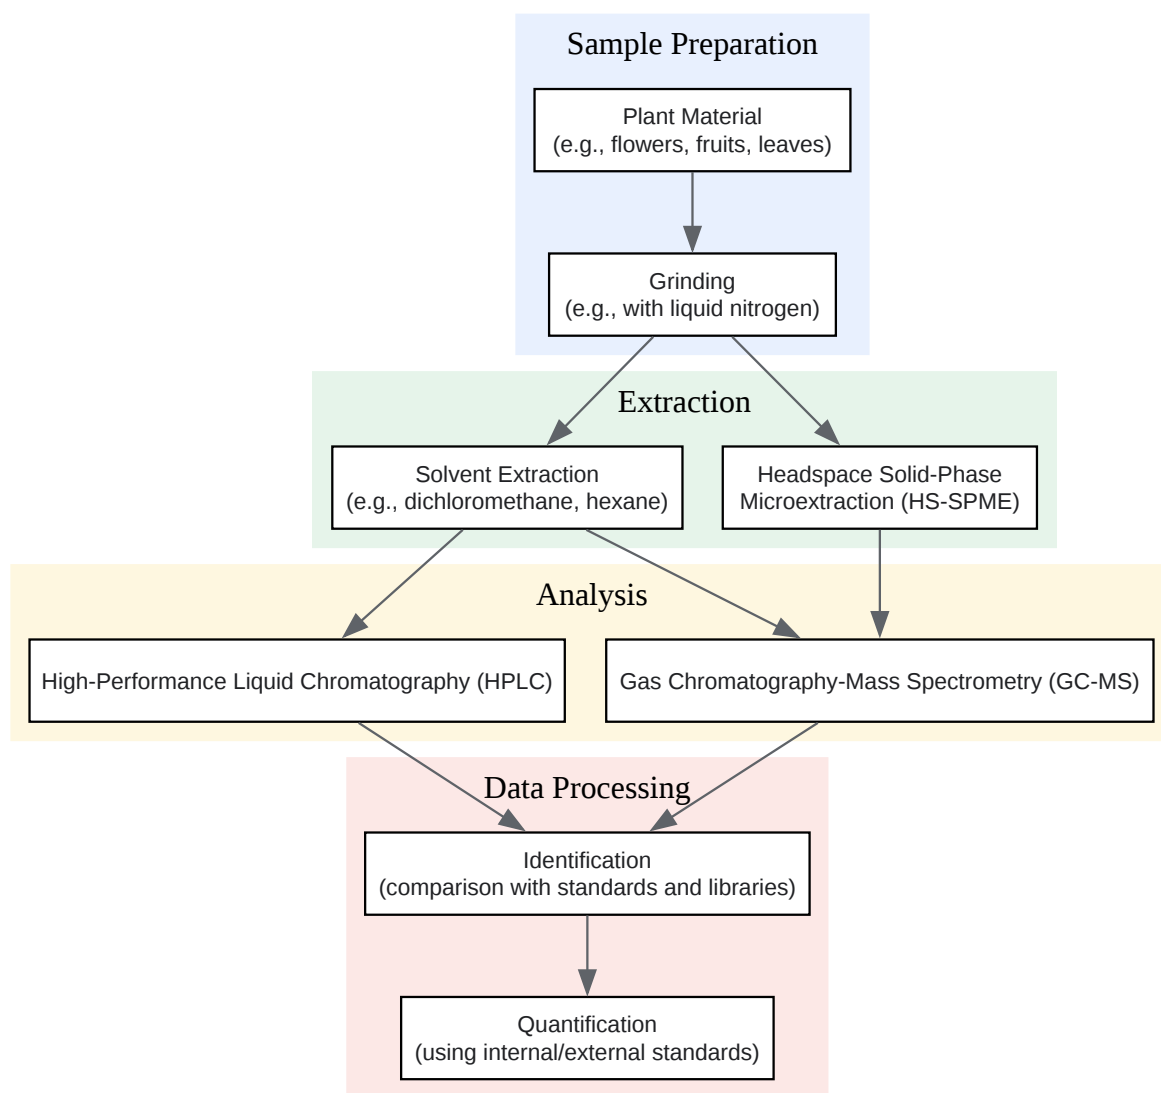 Sample Preparation
Plant Material
(e.g., flowers, fruits, leaves)
Grinding
(e.g., with liquid nitrogen)
Extraction
Solvent Extraction
(e.g., dichloromethane, hexane)
Headspace Solid-Phase
Microextraction (HS-SPME)
Analysis
High-Performance Liquid Chromatography (HPLC)
Gas Chromatography-Mass Spectrometry (GC-MS)
Data Processing
Identification
(comparison with standards and libraries)
Quantification
(using internal/external standards)